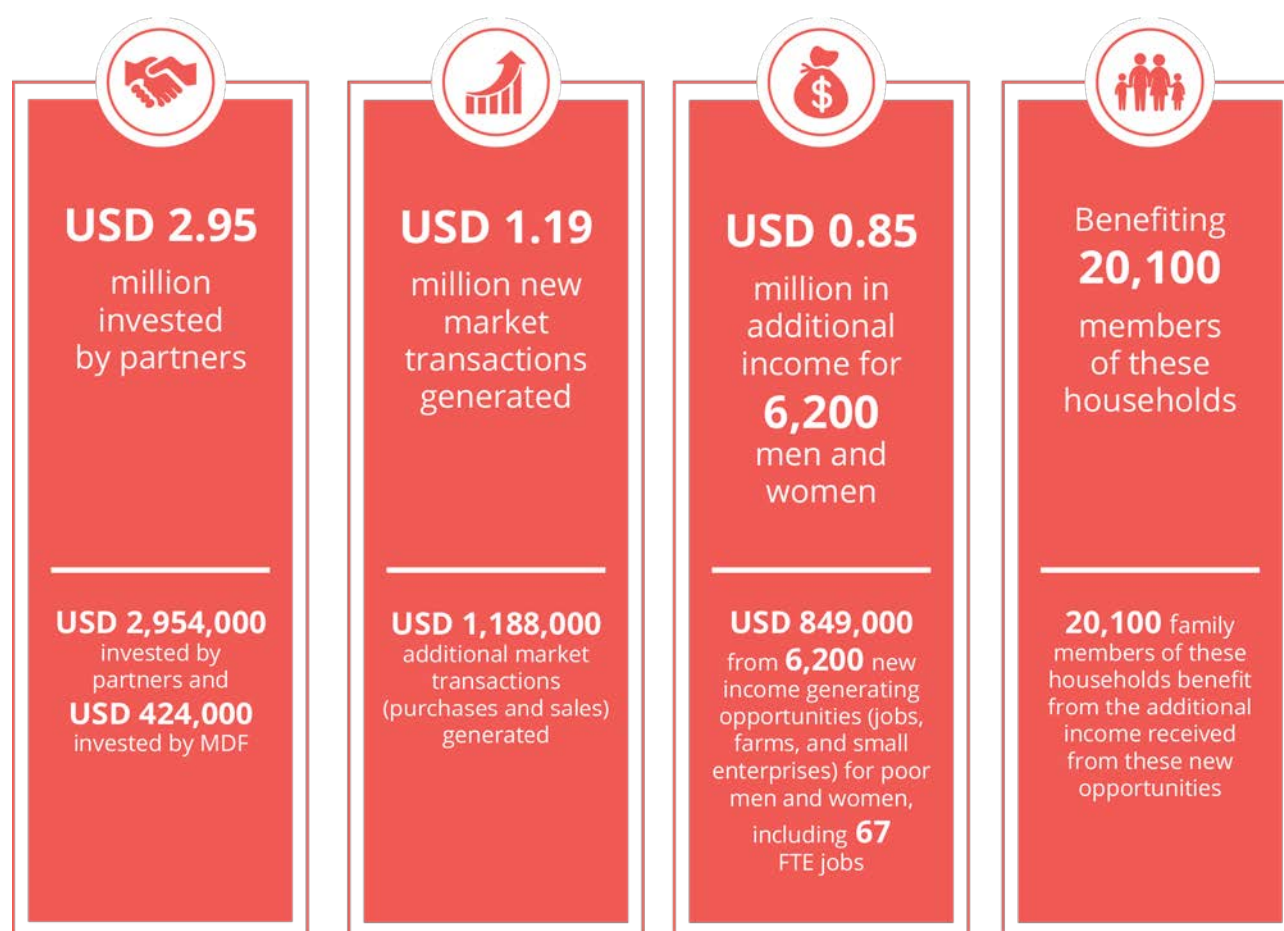 USD 2.95
million
invested
by partners
USD 2,954,000
invested by
partners and
USD 424,000
invested by MDF
USD 1.19
million new
market
transactions
generated
USD 1,188,000
additional market
transactions
(purchases and sales)
generated
USD 0.85
million in
additional
income for
6,200
men and
women
USD 849,000
from 6,200 new
income generating
opportunities (jobs,
farms, and small
enterprises) for poor
men and women,
including 67
FTE jobs
Benefiting
20,100
members
of these
households
20,100 family
members of these
households benefit
from the additional
income received
from these new
opportunities